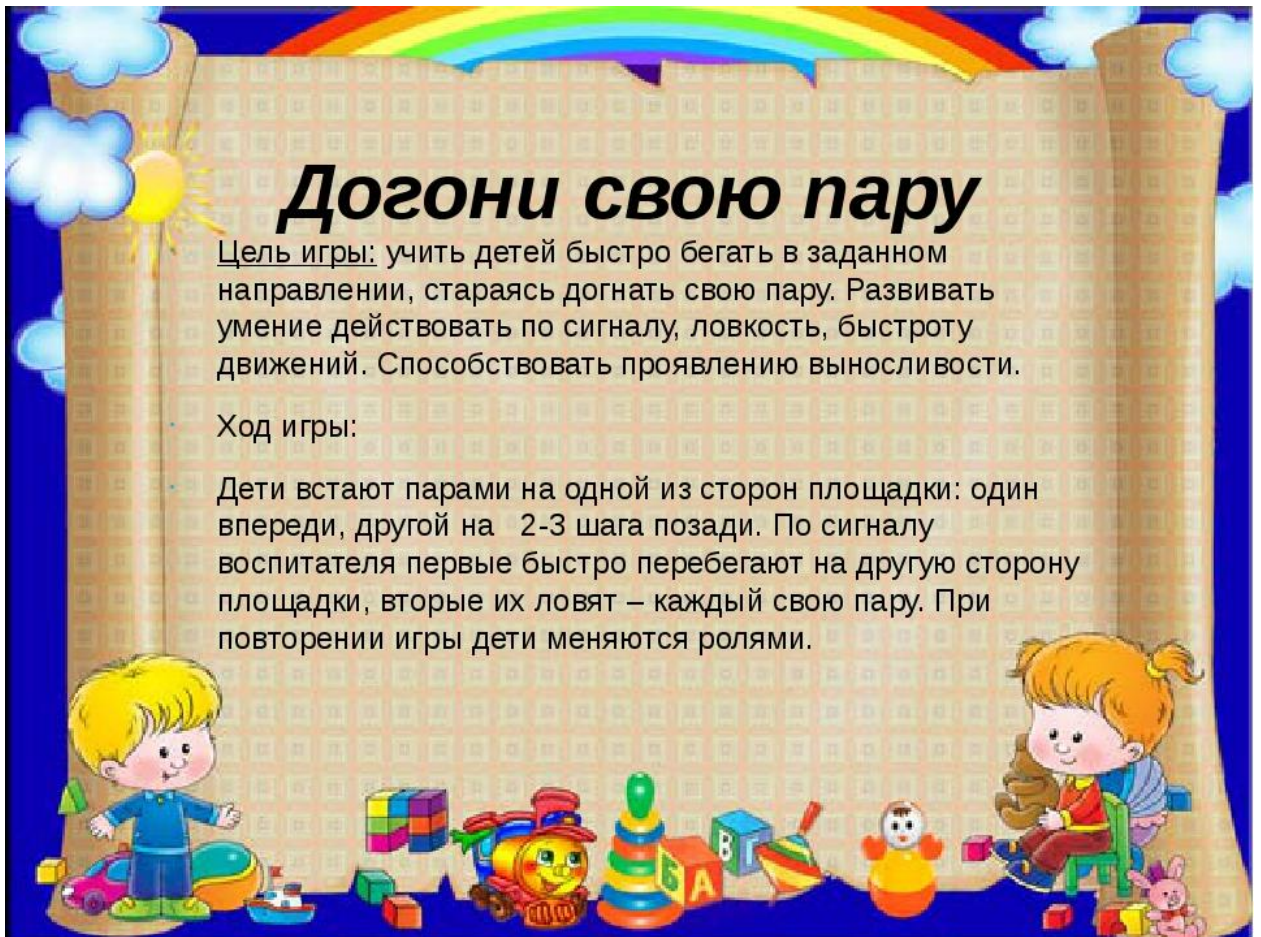 Догони свою пару
Цель игры: учить детей быстро бегать в заданном
направлении, стараясь догнать свою пару. Развивать
умение действовать по сигналу, ловкость, быстроту
движений. Способствовать проявлению выносливости.
Ход игры:
Дети встают парами на одной из сторон площадки: один
впереди, другой на   2-3 шага позади. По сигналу
воспитателя первые быстро перебегают на другую сторону
площадки, вторые их ловят – каждый свою пару. При
повторении игры дети меняются ролями.
Б А
В